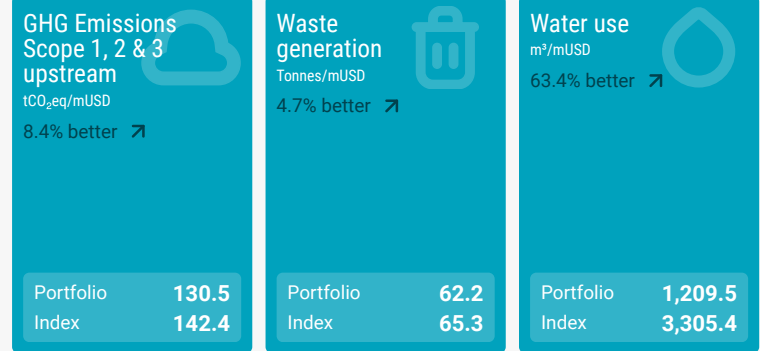 GHG Emissions
Scope 1, 2 & 3
upstream
tCO₂eq/mUSD
8.4% better
Portfolio 130.5
Index 142.4
Waste
generation
Tonnes/mUSD
4.7% better
Portfolio 62.2
Index 65.3
Water use
m³/mUSD
63.4% better
Portfolio 1,209.5
Index 3,305.4